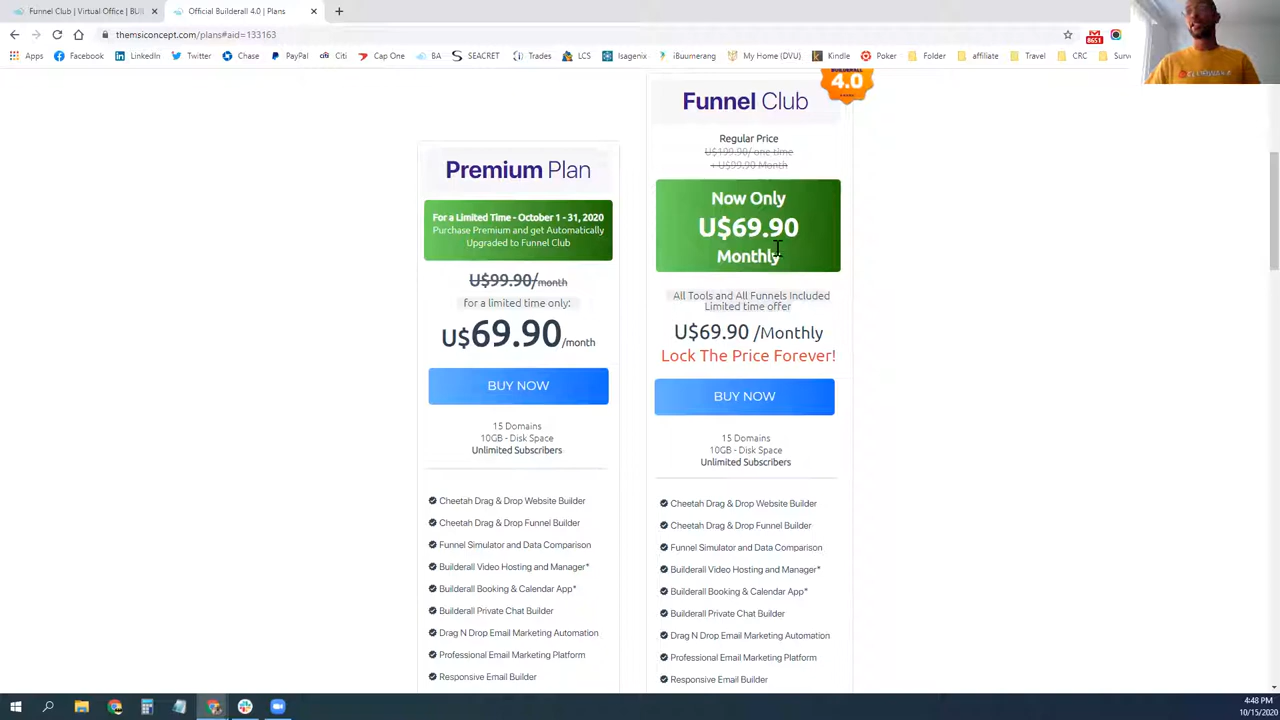 Funnel Club | Virtual Office | BUI
Official Builderall 4.0 | Plans
themsiconcept.com/plans#aid=133163
Apps
Facebook
LinkedIn
Twitter
Chase
PayPal
Citi
Cap One
BA
SEACRET
Trades
LCS
Isagenix
iBuumerang
My Home (DVU)
Kindle
Poker
Folder
affiliate
Travel
CRC
Surv
8651
Premium Plan
For a Limited Time - October 1 - 31, 2020
Purchase Premium and get Automatically
Upgraded to Funnel Club
U$99.90/month
for a limited time only:
U$69.90/month
BUY NOW
15 Domains
10GB - Disk Space
Unlimited Subscribers
Cheetah Drag & Drop Website Builder
Cheetah Drag & Drop Funnel Builder
Funnel Simulator and Data Comparison
Builderall Video Hosting and Manager*
Builderall Booking & Calendar App*
Builderall Private Chat Builder
Drag N Drop Email Marketing Automation
Professional Email Marketing Platform
Responsive Email Builder
4.0
Funnel Club
Regular Price
U$199.90/ one time
+ U$99.90 Month
Now Only
U$69.90
Monthly
All Tools and All Funnels Included
Limited time offer
U$69.90 /Monthly
Lock The Price Forever!
BUY NOW
15 Domains
10GB - Disk Space
Unlimited Subscribers
Cheetah Drag & Drop Website Builder
Cheetah Drag & Drop Funnel Builder
Funnel Simulator and Data Comparison
Builderall Video Hosting and Manager*
Builderall Booking & Calendar App*
Builderall Private Chat Builder
Drag N Drop Email Marketing Automation
Professional Email Marketing Platform
Responsive Email Builder
4:48 PM
10/15/2020